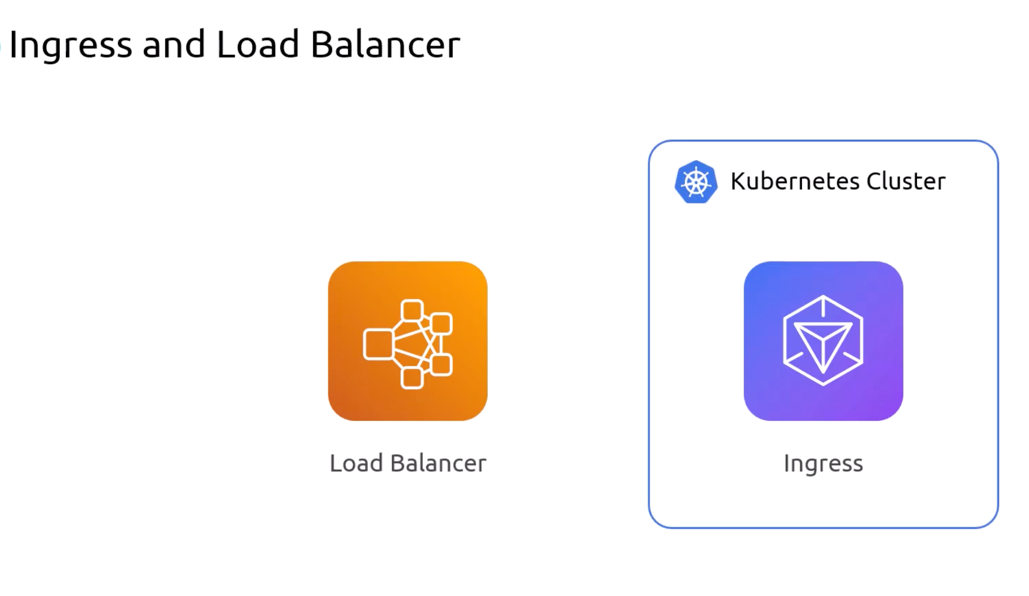 Ingress and Load Balancer
Kubernetes Cluster
Load Balancer
Ingress